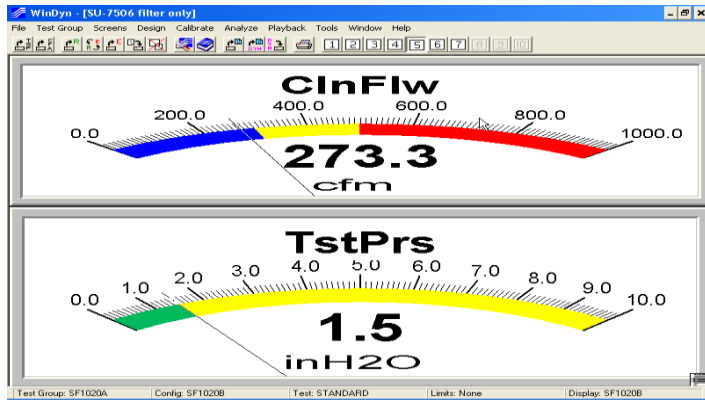 WinDyn - [SU-7506 filter only]
File Test Group Screens Design Calibrate Analyze Playback Tools Window Help
1 2 3 4 5 6 7 8 9 10
ClnFlw
0.0 200.0 400.0 600.0 800.0 1000.0
273.3
cfm
TstPrs
0.0 1.0 2.0 3.0 4.0 5.0 6.0 7.0 8.0 9.0 10.0
1.5
inH2O
Test Group: SF1020A Config: SF1020B Test: STANDARD Limits: None Display: SF1020B